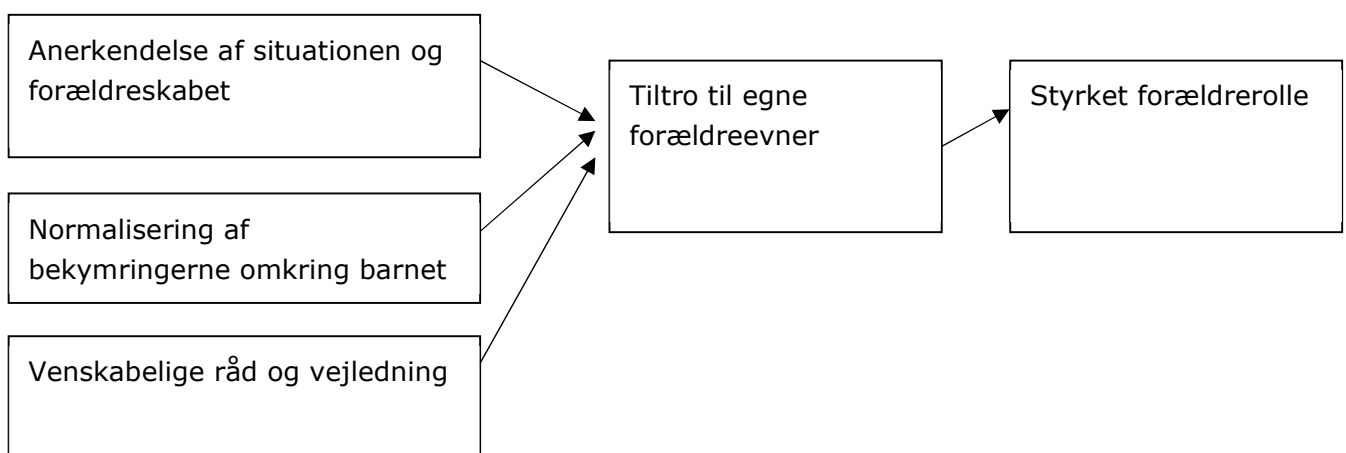 Anerkendelse af situationen og
forældreskabet
Normalisering af
bekymringerne omkring barnet
Venskabelige råd og vejledning
Tiltro til egne
forældreevner
Styrket forældrerolle